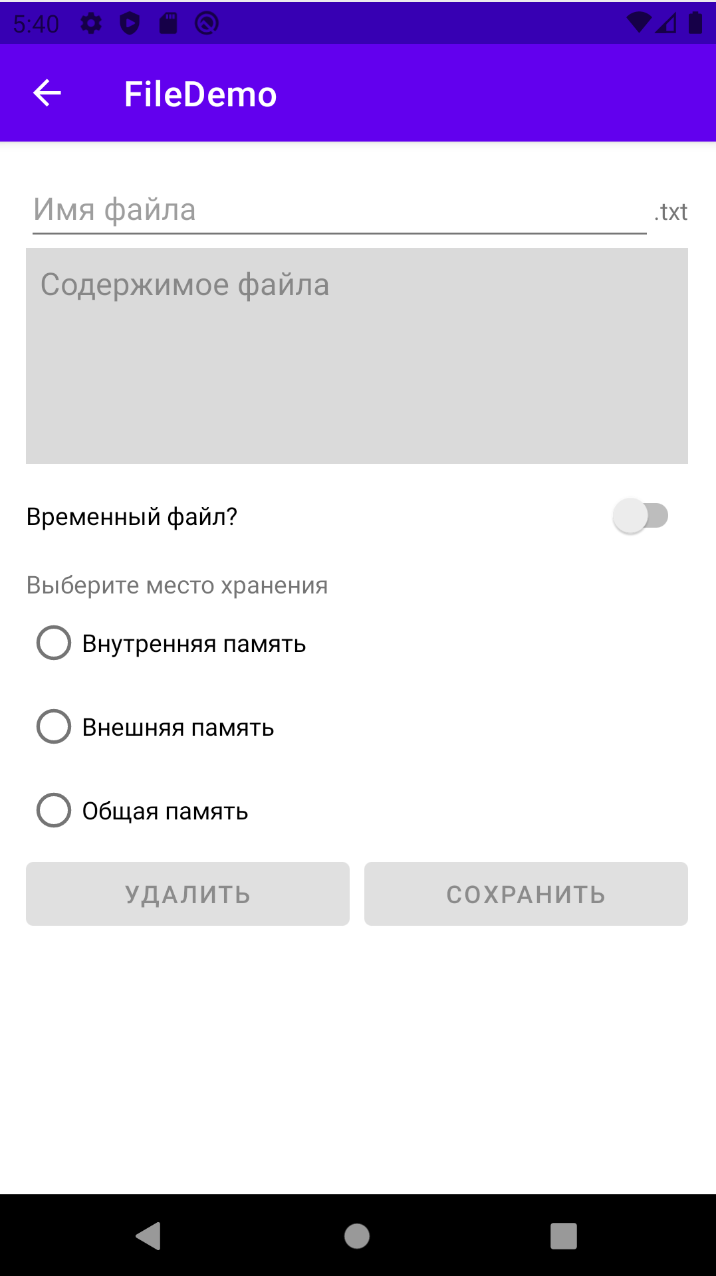 5:40
FileDemo
Имя файла .txt
Содержимое файла
Временный файл?
Выберите место хранения
Внутренняя память
Внешняя память
Общая память
УДАЛИТЬ СОХРАНИТЬ